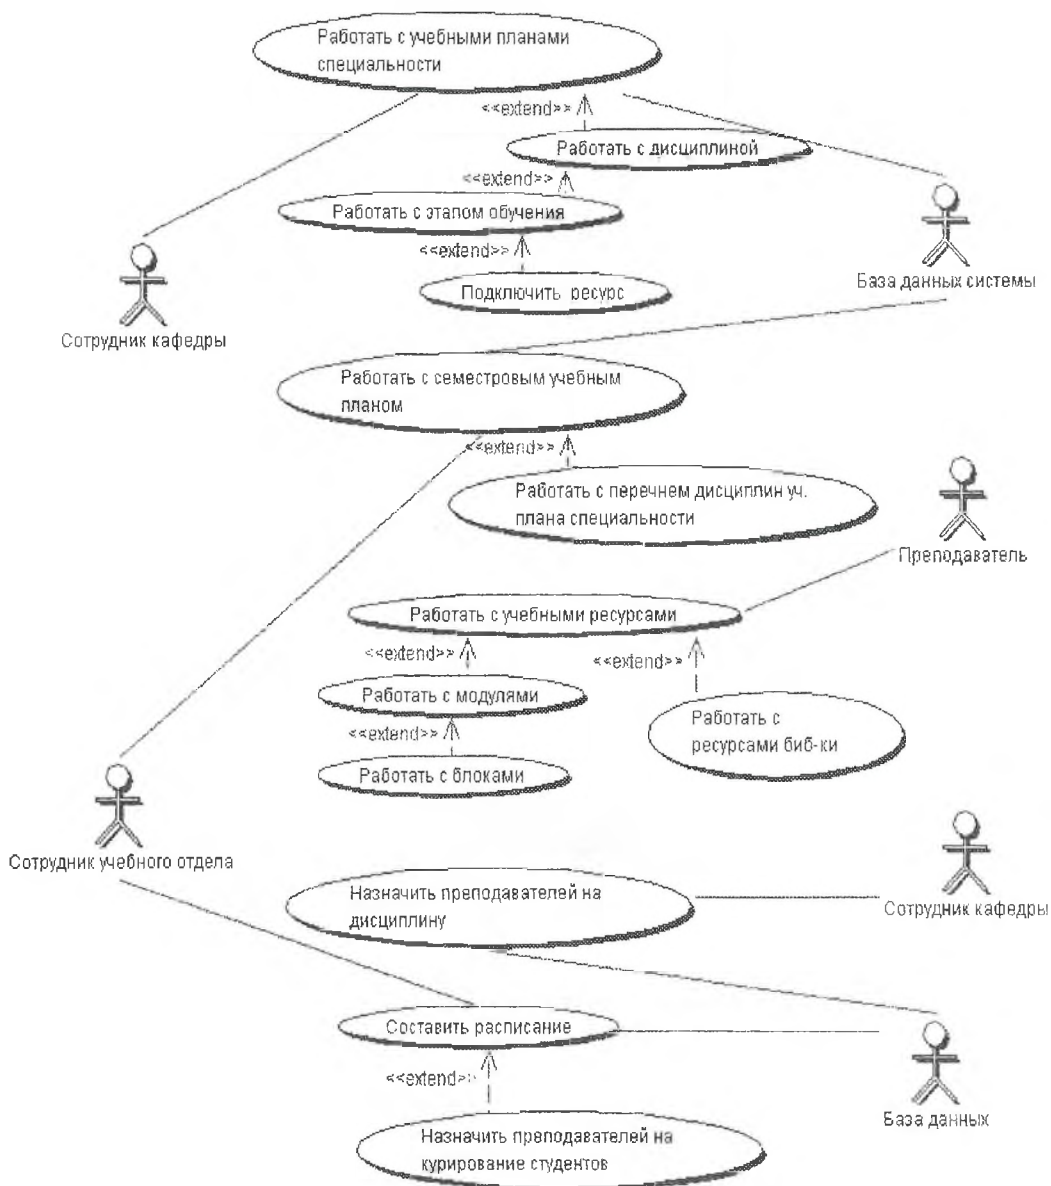 Работать с учебными планами
специальности
<<extend>>
Работать с дисциплиной
<<extend>>
Работать с этапом обучения
<<extend>>
Подключить ресурс
База данных системы
Сотрудник кафедры
Работать с семестровым учебным
планом
<<extend>>
Работать с перечнем дисциплин уч.
плана специальности
Преподаватель
Работать с учебными ресурсами
<<extend>>
<<extend>>
Работать с модулями
Работать с
ресурсами биб-ки
<<extend>>
Работать с блоками
Сотрудник учебного отдела
Назначить преподавателей на
дисциплину
Сотрудник кафедры
Составить расписание
<<extend>>
База данных
Назначить преподавателей на
курирование студентов